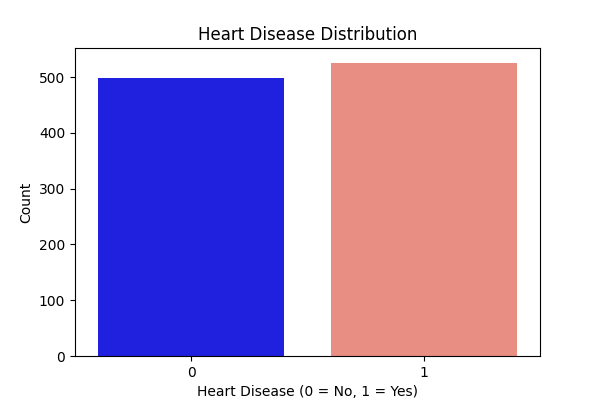 Heart Disease Distribution
500
400
300
200
100
0
Count
0 1
Heart Disease (0 = No, 1 = Yes)